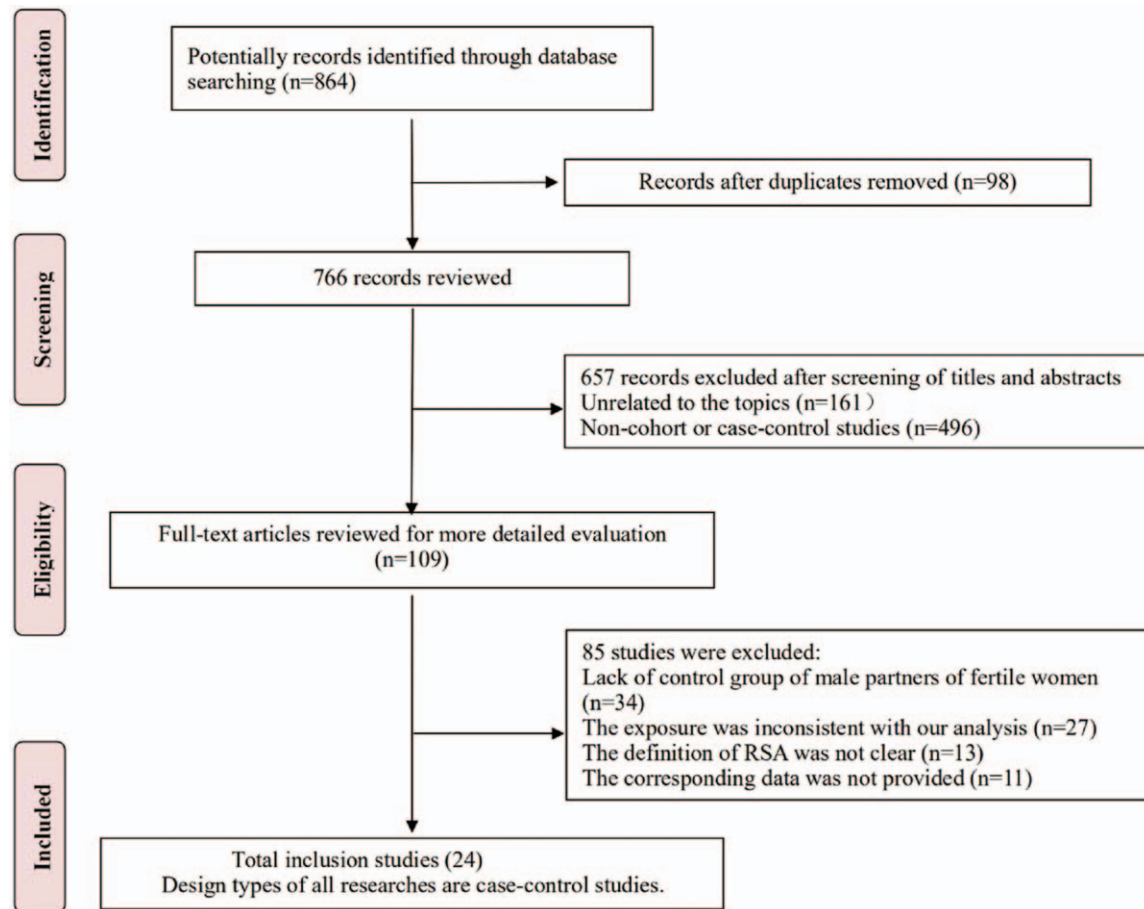 Identification
Potentially records identified through database
searching (n=864)
Records after duplicates removed (n=98)
Screening
766 records reviewed
657 records excluded after screening of titles and abstracts
Unrelated to the topics (n=161）
Non-cohort or case-control studies (n=496)
Eligibility
Full-text articles reviewed for more detailed evaluation
(n=109)
85 studies were excluded:
Lack of control group of male partners of fertile women
(n=34)
The exposure was inconsistent with our analysis (n=27)
The definition of RSA was not clear (n=13)
The corresponding data was not provided (n=11)
Included
Total inclusion studies (24)
Design types of all researches are case-control studies.